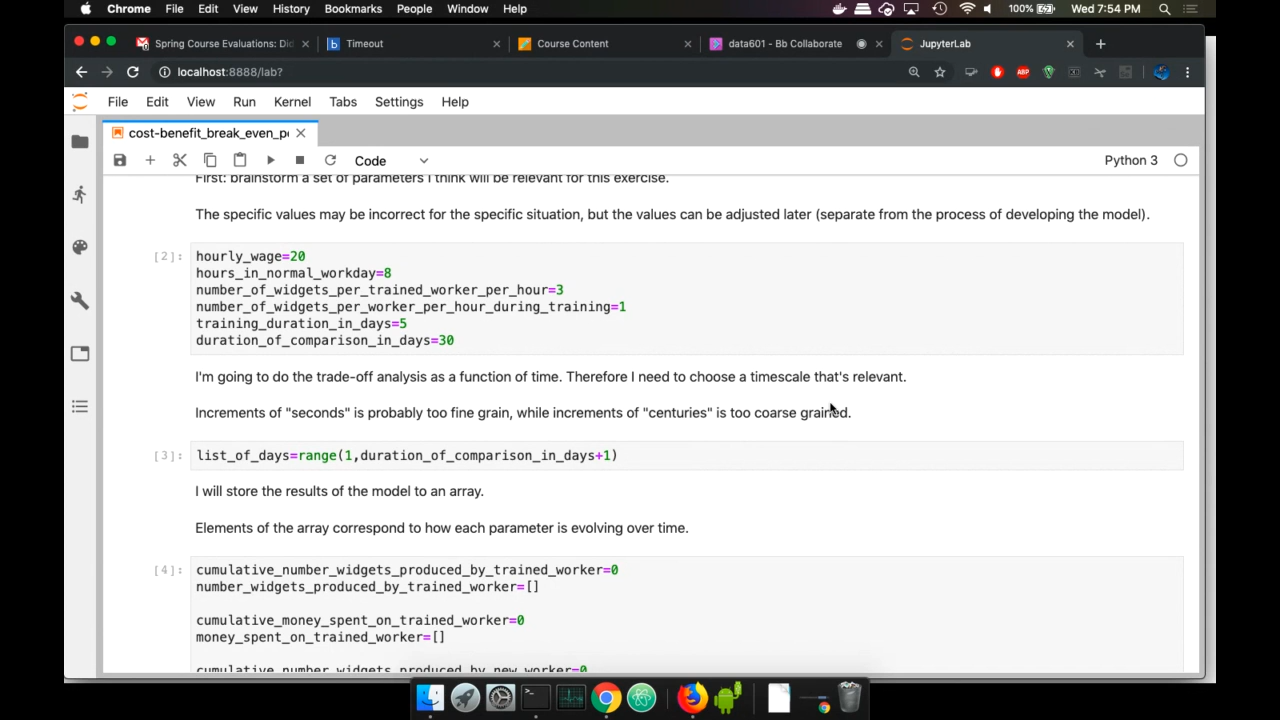 Chrome File Edit View History Bookmarks People Window Help 100% Wed 7:54 PM
Spring Course Evaluations: Di Timeout Course Content data601 - Bb Collaborate JupyterLab
localhost:8888/lab?
File Edit View Run Kernel Tabs Settings Help
cost-benefit_break_even_p
Code Python 3
First: brainstorm a set of parameters I think will be relevant for this exercise.
The specific values may be incorrect for the specific situation, but the values can be adjusted later (separate from the process of developing the model).
[2]: hourly_wage=20
hours_in_normal_workday=8
number_of_widgets_per_trained_worker_per_hour=3
number_of_widgets_per_worker_per_hour_during_training=1
training_duration_in_days=5
duration_of_comparison_in_days=30
I'm going to do the trade-off analysis as a function of time. Therefore I need to choose a timescale that's relevant.
Increments of "seconds" is probably too fine grain, while increments of "centuries" is too coarse grained.
[3]: list_of_days=range(1,duration_of_comparison_in_days+1)
I will store the results of the model to an array.
Elements of the array correspond to how each parameter is evolving over time.
[4]: cumulative_number_widgets_produced_by_trained_worker=0
number_widgets_produced_by_trained_worker=[]
cumulative_money_spent_on_trained_worker=0
money_spent_on_trained_worker=[]
cumulative_number_widgets_produced_by_new_worker=0